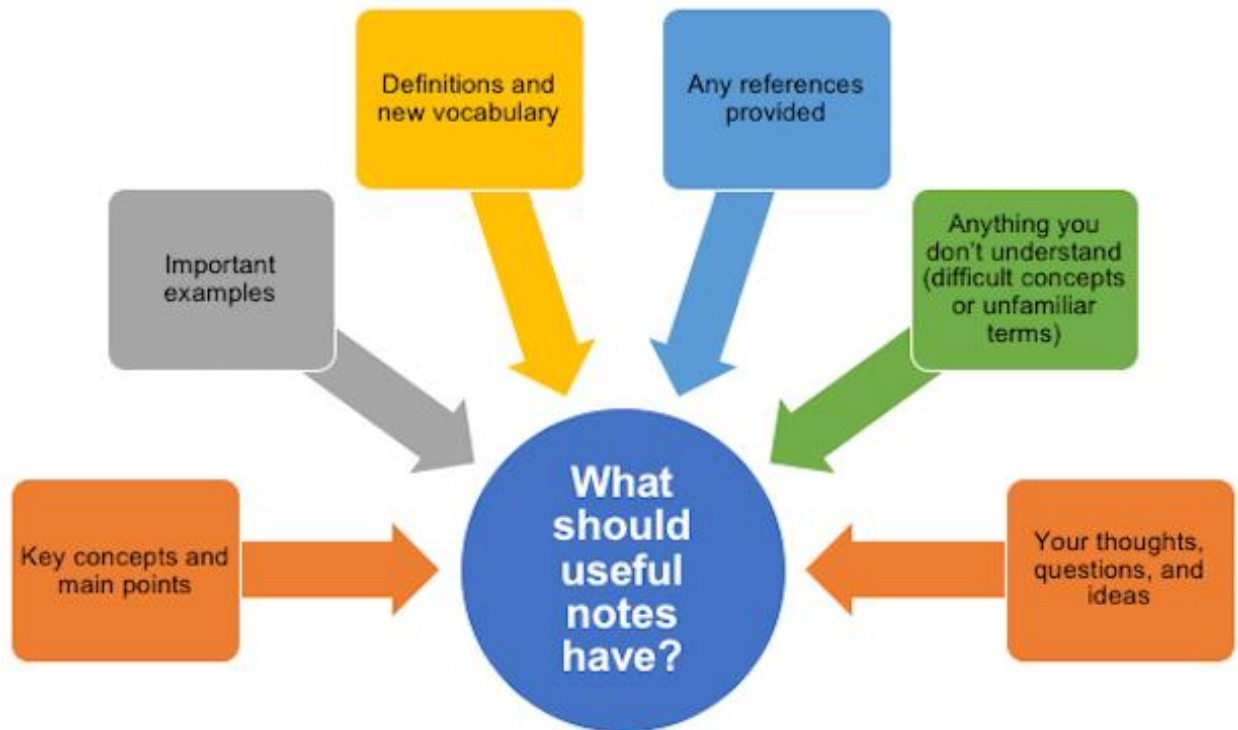 Definitions and
new vocabulary
Any references
provided
Important
examples
Anything you
don't understand
(difficult concepts
or unfamiliar
terms)
Key concepts and
main points
What
should
useful
notes
have?
Your thoughts,
questions, and
ideas